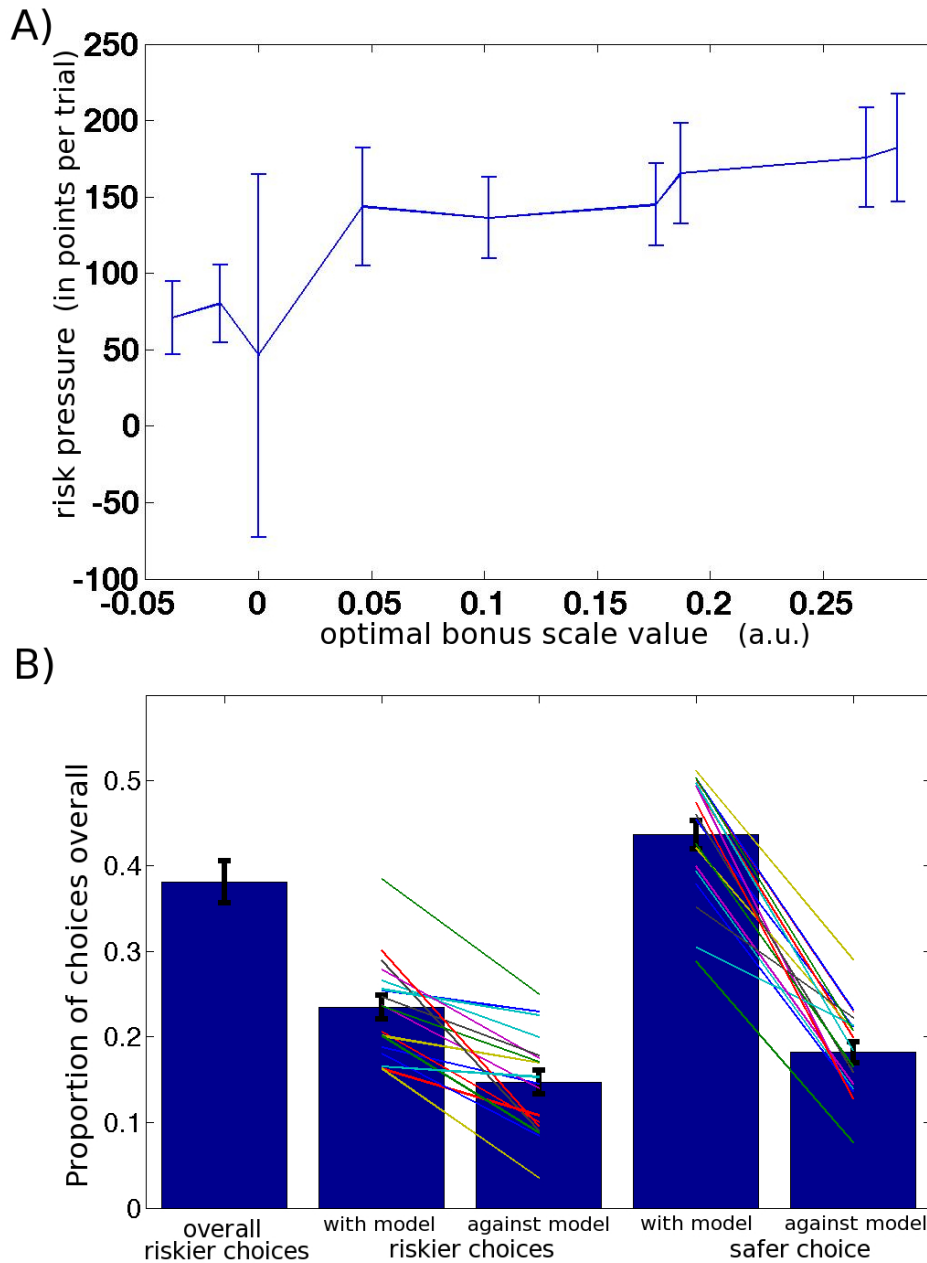 A)
risk pressure (in points per trial)
250
200
150
100
50
0
-50
-100
-0.05
0
0.05
0.1
0.15
0.2
0.25
optimal bonus scale value (a.u.)
B)
Proportion of choices overall
0.5
0.4
0.3
0.2
0.1
0
overall
riskier choices
with model
against model
riskier choices
with model
against model
safer choice